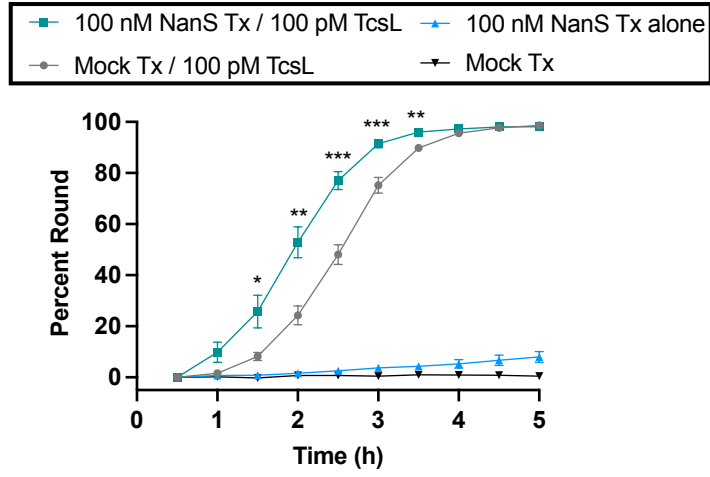 100 nM NanS Tx / 100 pM TcsL
100 nM NanS Tx alone
Mock Tx / 100 pM TcsL
Mock Tx
Percent Round
100
80
60
40
20
0
*
**
***
***
**
0 1 2 3 4 5
Time (h)